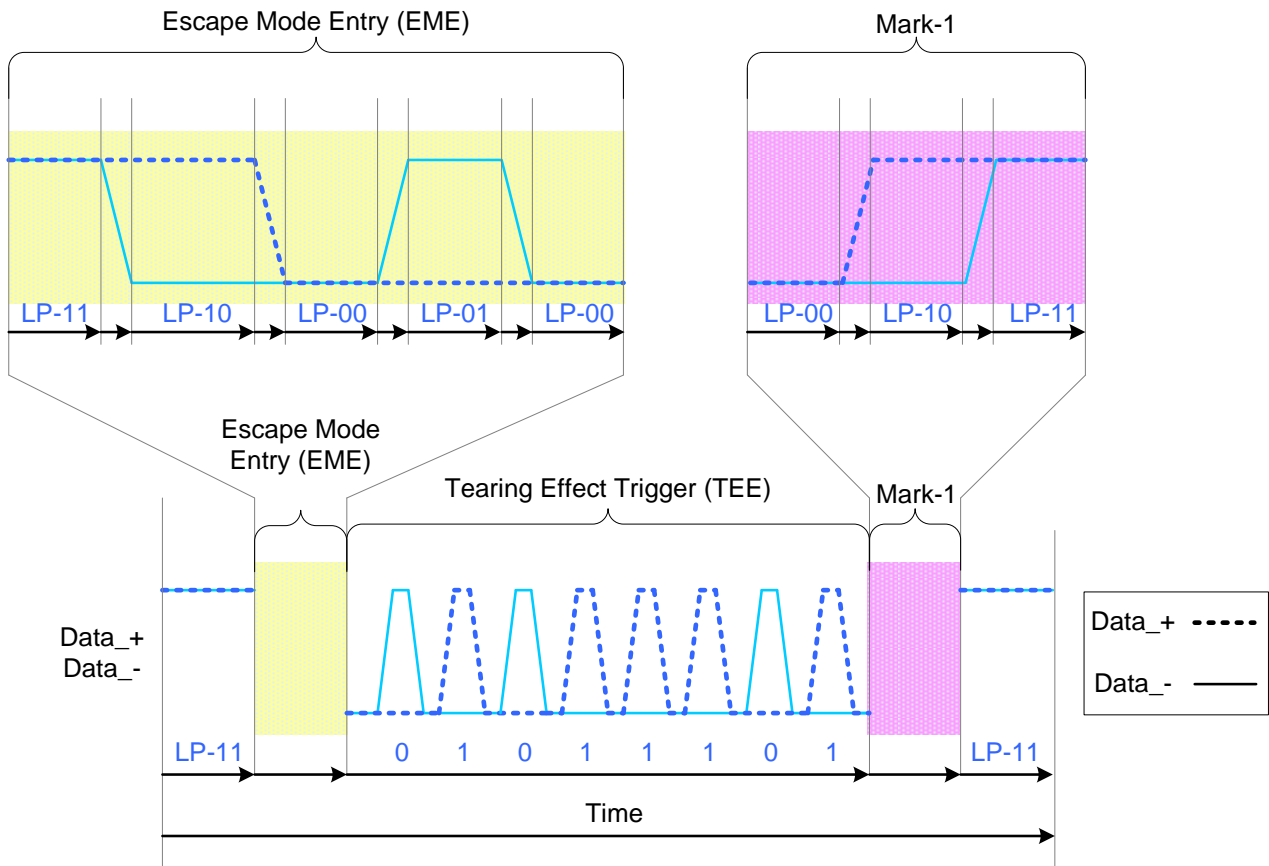 Escape Mode Entry (EME)
Mark-1
LP-11 LP-10 LP-00 LP-01 LP-00
LP-00 LP-10 LP-11
Escape Mode
Entry (EME)
Tearing Effect Trigger (TEE)
Mark-1
Data_+
Data_-
Data_+
Data_-
LP-11 0 1 0 1 1 1 0 1 LP-11
Time